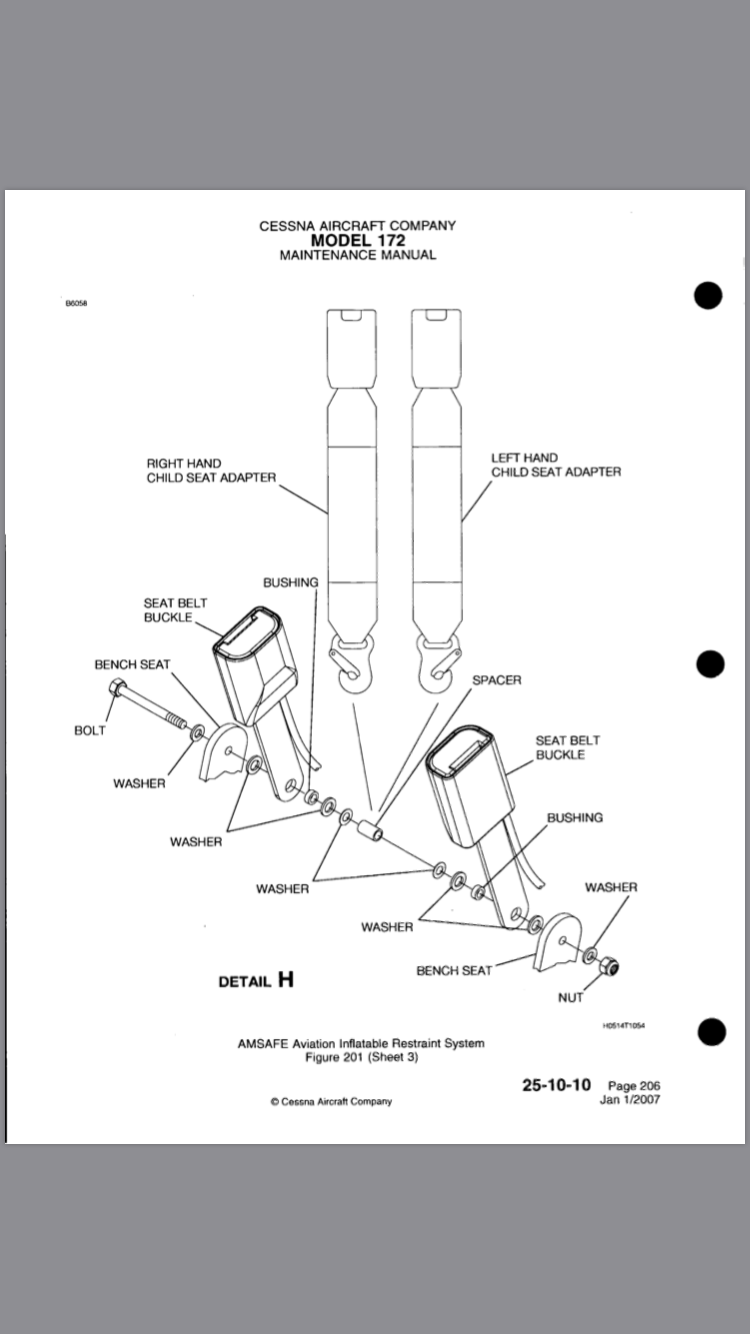 CESSNA AIRCRAFT COMPANY
MODEL 172
MAINTENANCE MANUAL
B6058
RIGHT HAND
CHILD SEAT ADAPTER
LEFT HAND
CHILD SEAT ADAPTER
BUSHING
SEAT BELT
BUCKLE
BENCH SEAT
SPACER
BOLT
SEAT BELT
BUCKLE
WASHER
BUSHING
WASHER
WASHER
WASHER
WASHER
BENCH SEAT
DETAIL H
NUT
H0514T1054
AMSAFE Aviation Inflatable Restraint System
Figure 201 (Sheet 3)
25-10-10 Page 206
Jan 1/2007
© Cessna Aircraft Company